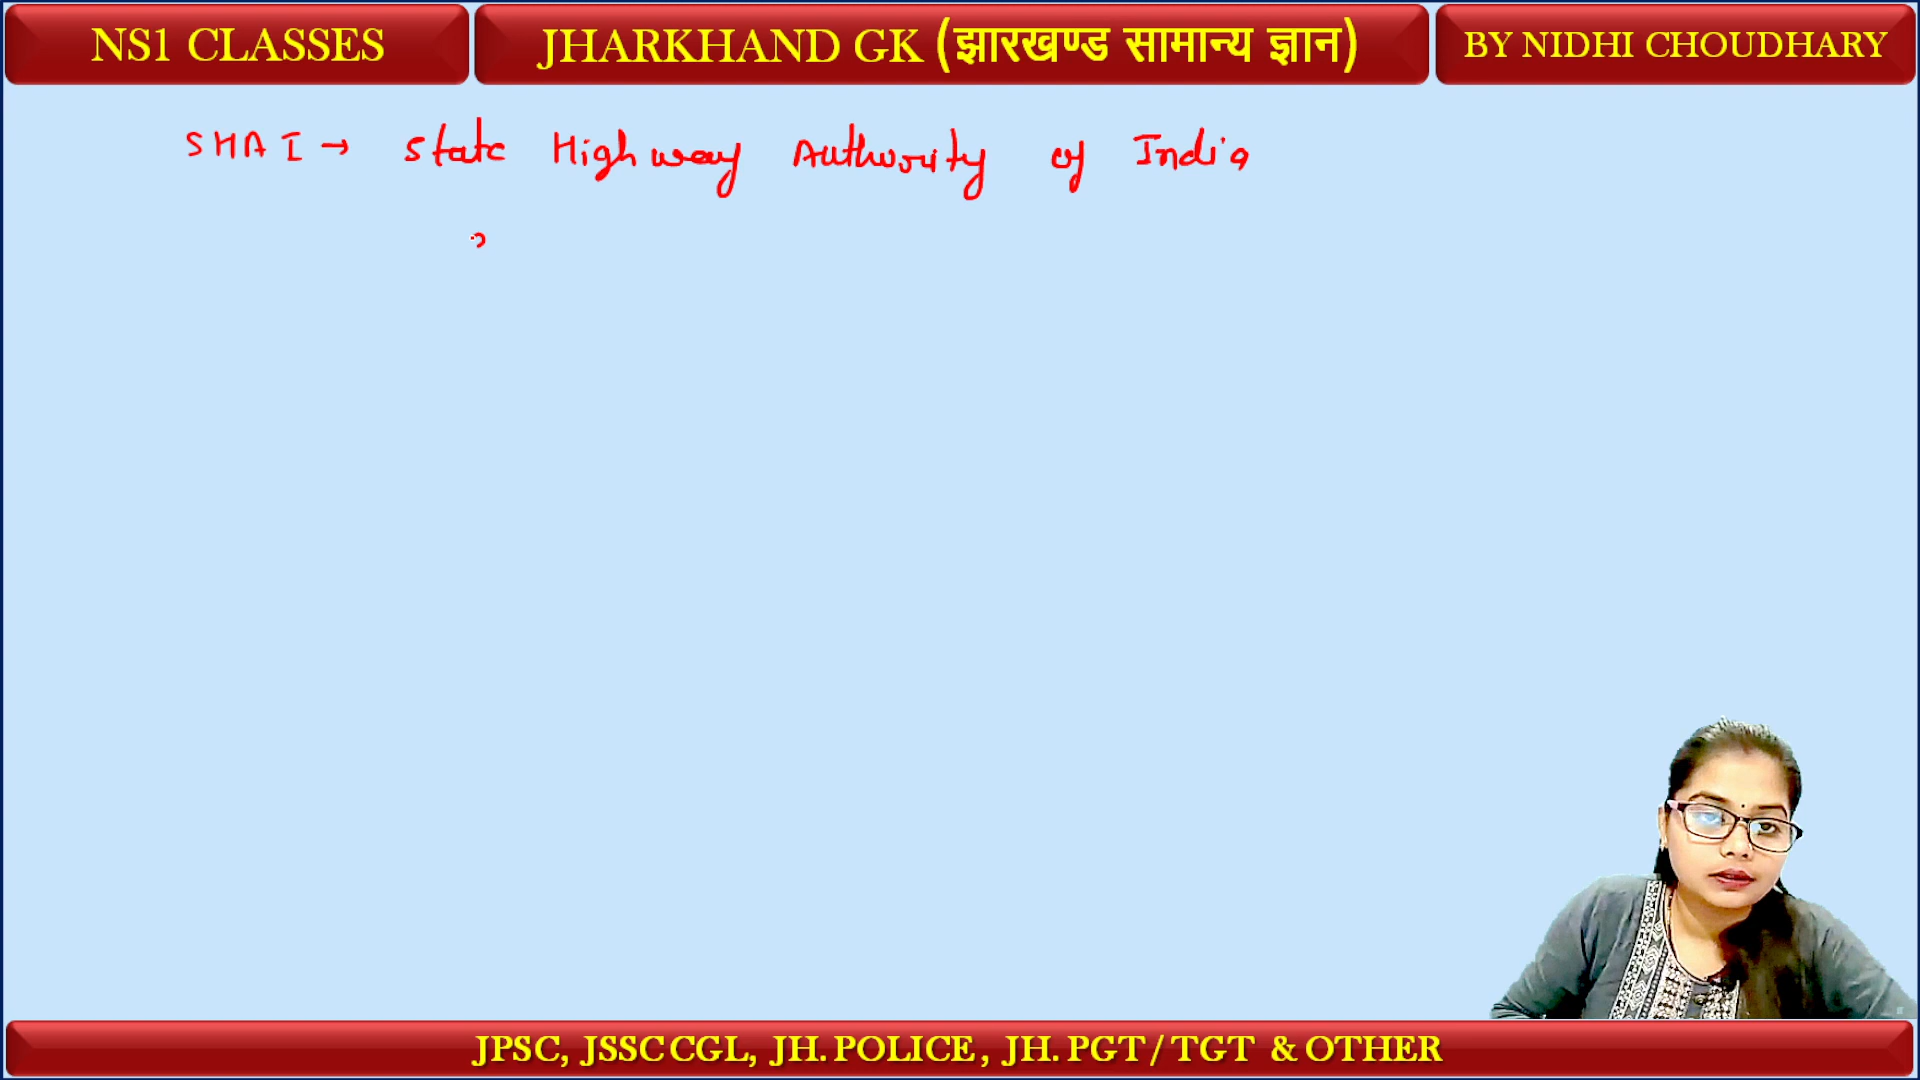 NS1 CLASSES
JHARKHAND GK (झारखण्ड सामान्य ज्ञान)
BY NIDHI CHOUDHARY
SHAI → State Highway Authority of India
JPSC, JSSC CGL, JH. POLICE, JH. PGT / TGT & OTHER